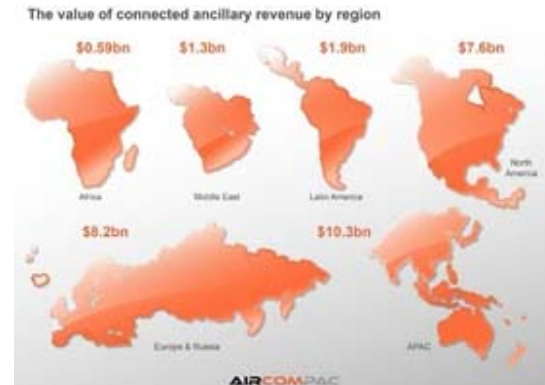 The value of connected ancillary revenue by region
$0.59bn
$1.3bn
$1.9bn
$7.6bn
Africa
Middle East
Latin America
North
America
$8.2bn
$10.3bn
Europe & Russia
APAC
AIRCOMPAC